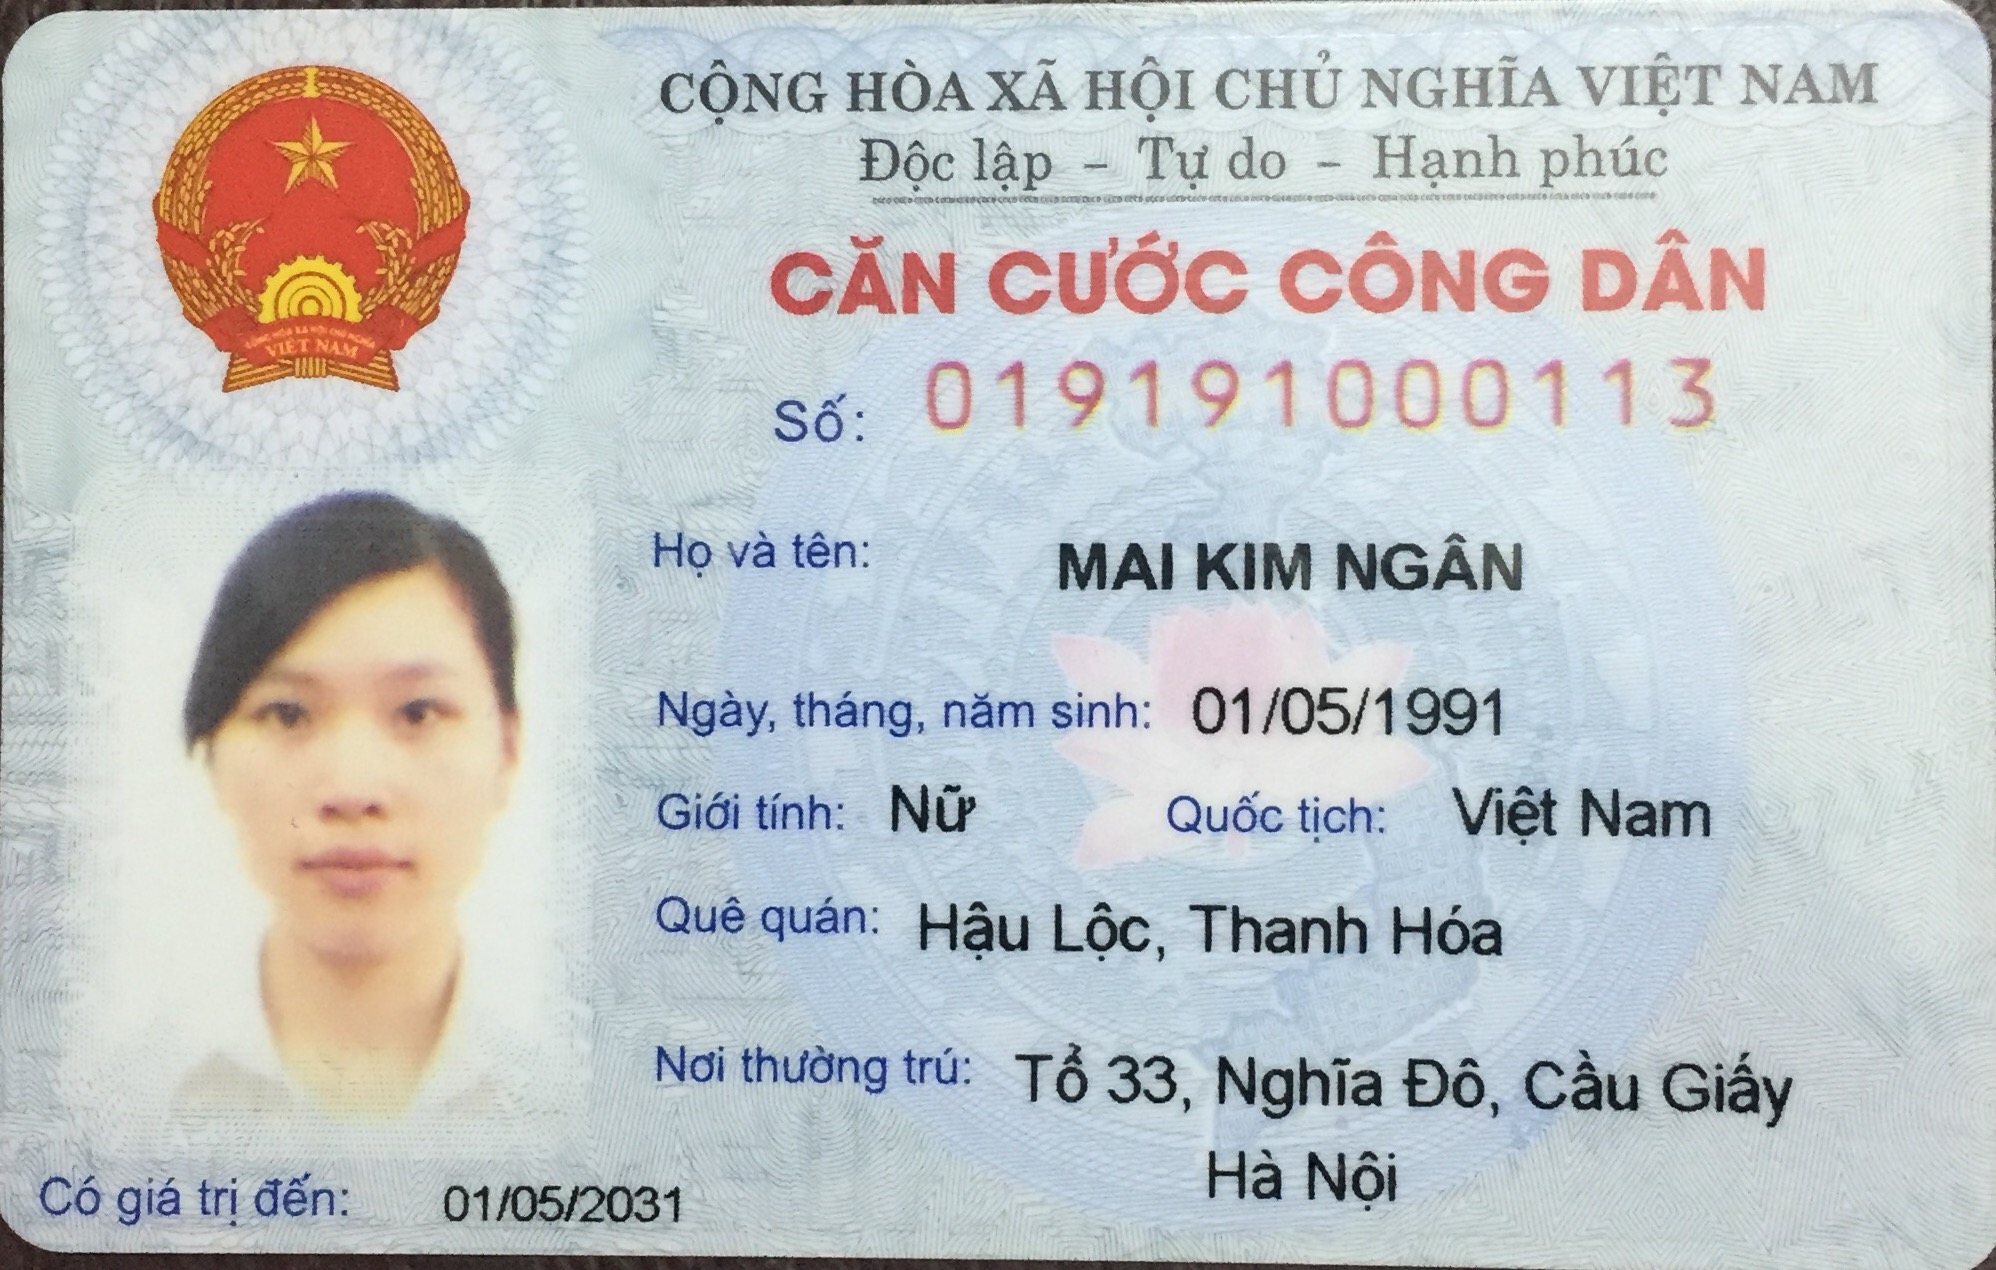 CỘNG HÒA XÃ HỘI CHỦ NGHĨA VIỆT NAM
Độc lập - Tự do - Hạnh phúc
CĂN CƯỚC CÔNG DÂN
Số: 019191000113
CỘNG HÒA XÃ HỘI CHỦ NGHĨA
VIỆT NAM
Họ và tên: MAI KIM NGÂN
Ngày, tháng, năm sinh: 01/05/1991
Giới tính: Nữ Quốc tịch: Việt Nam
Quê quán: Hậu Lộc, Thanh Hóa
Nơi thường trú: Tổ 33, Nghĩa Đô, Cầu Giấy
Hà Nội
Có giá trị đến: 01/05/2031